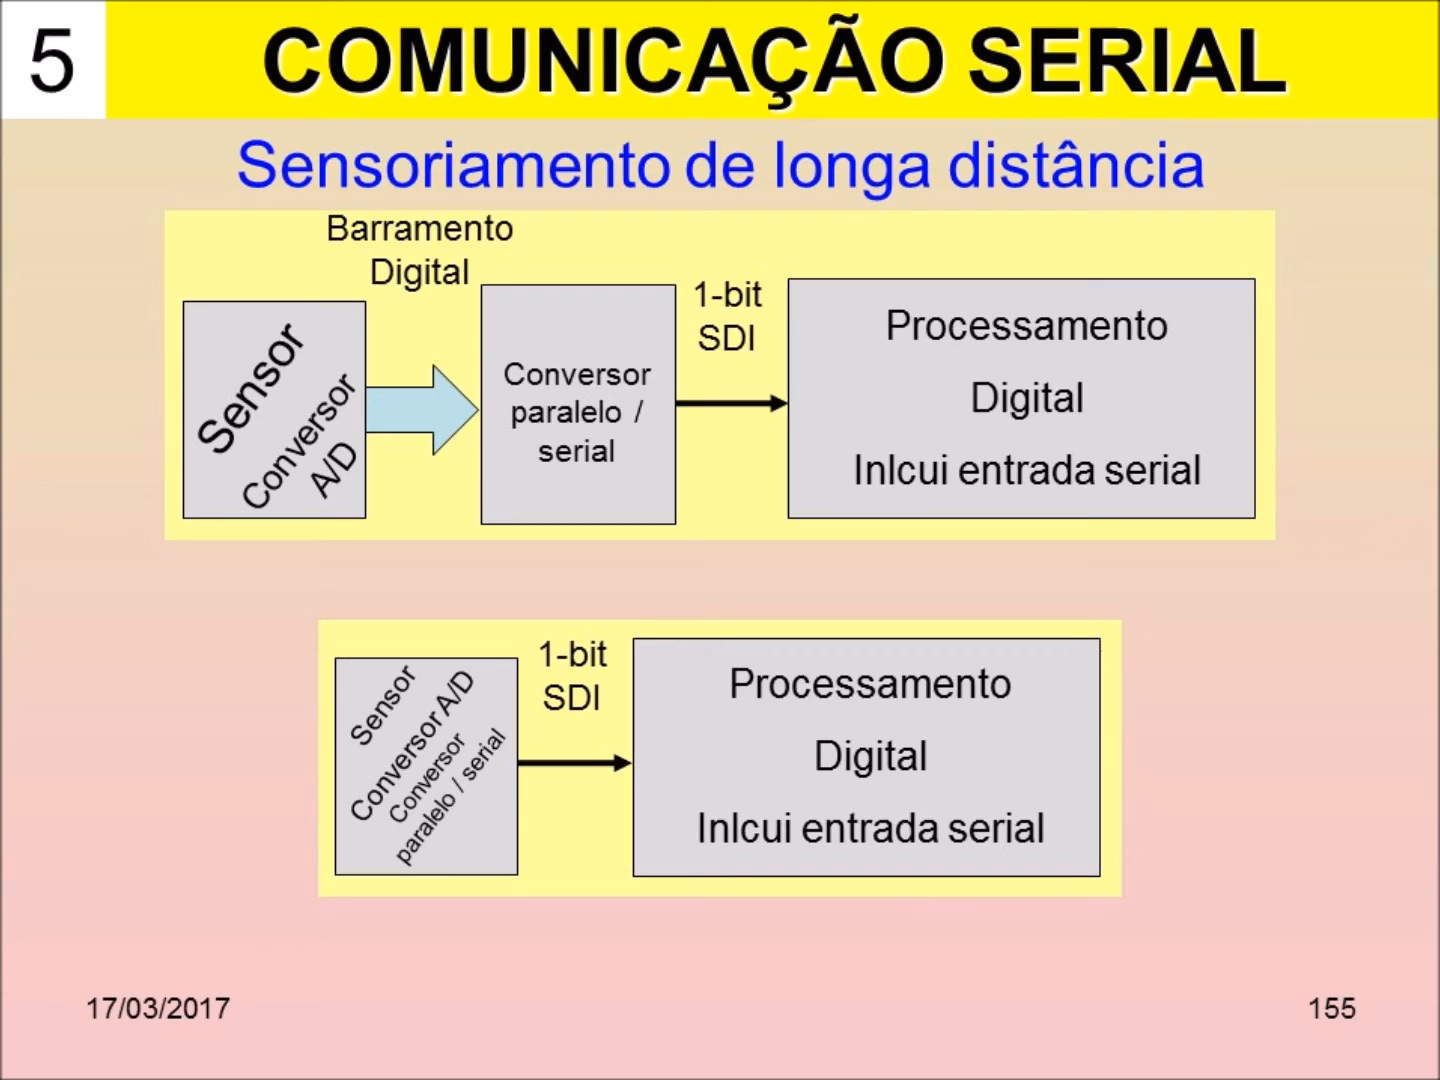 5
COMUNICAÇÃO SERIAL
Sensoriamento de longa distância
Barramento
Digital
Sensor
Conversor
A/D
Conversor
paralelo /
serial
1-bit
SDI
Processamento
Digital
Inlcui entrada serial
Sensor
Conversor A/D
Conversor
paralelo / serial
1-bit
SDI
Processamento
Digital
Inlcui entrada serial
17/03/2017
155